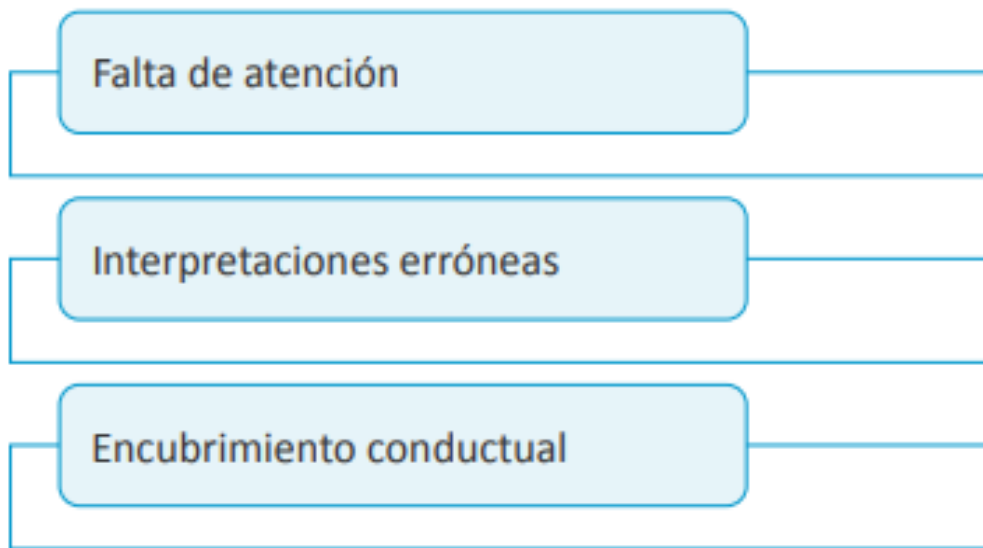 Falta de atención
Interpretaciones erróneas
Encubrimiento conductual